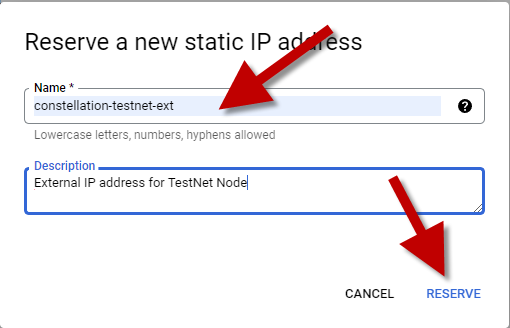 Reserve a new static IP address
Name *
constellation-testnet-ext
?
Lowercase letters, numbers, hyphens allowed
Description
External IP address for TestNet Node
CANCEL RESERVE